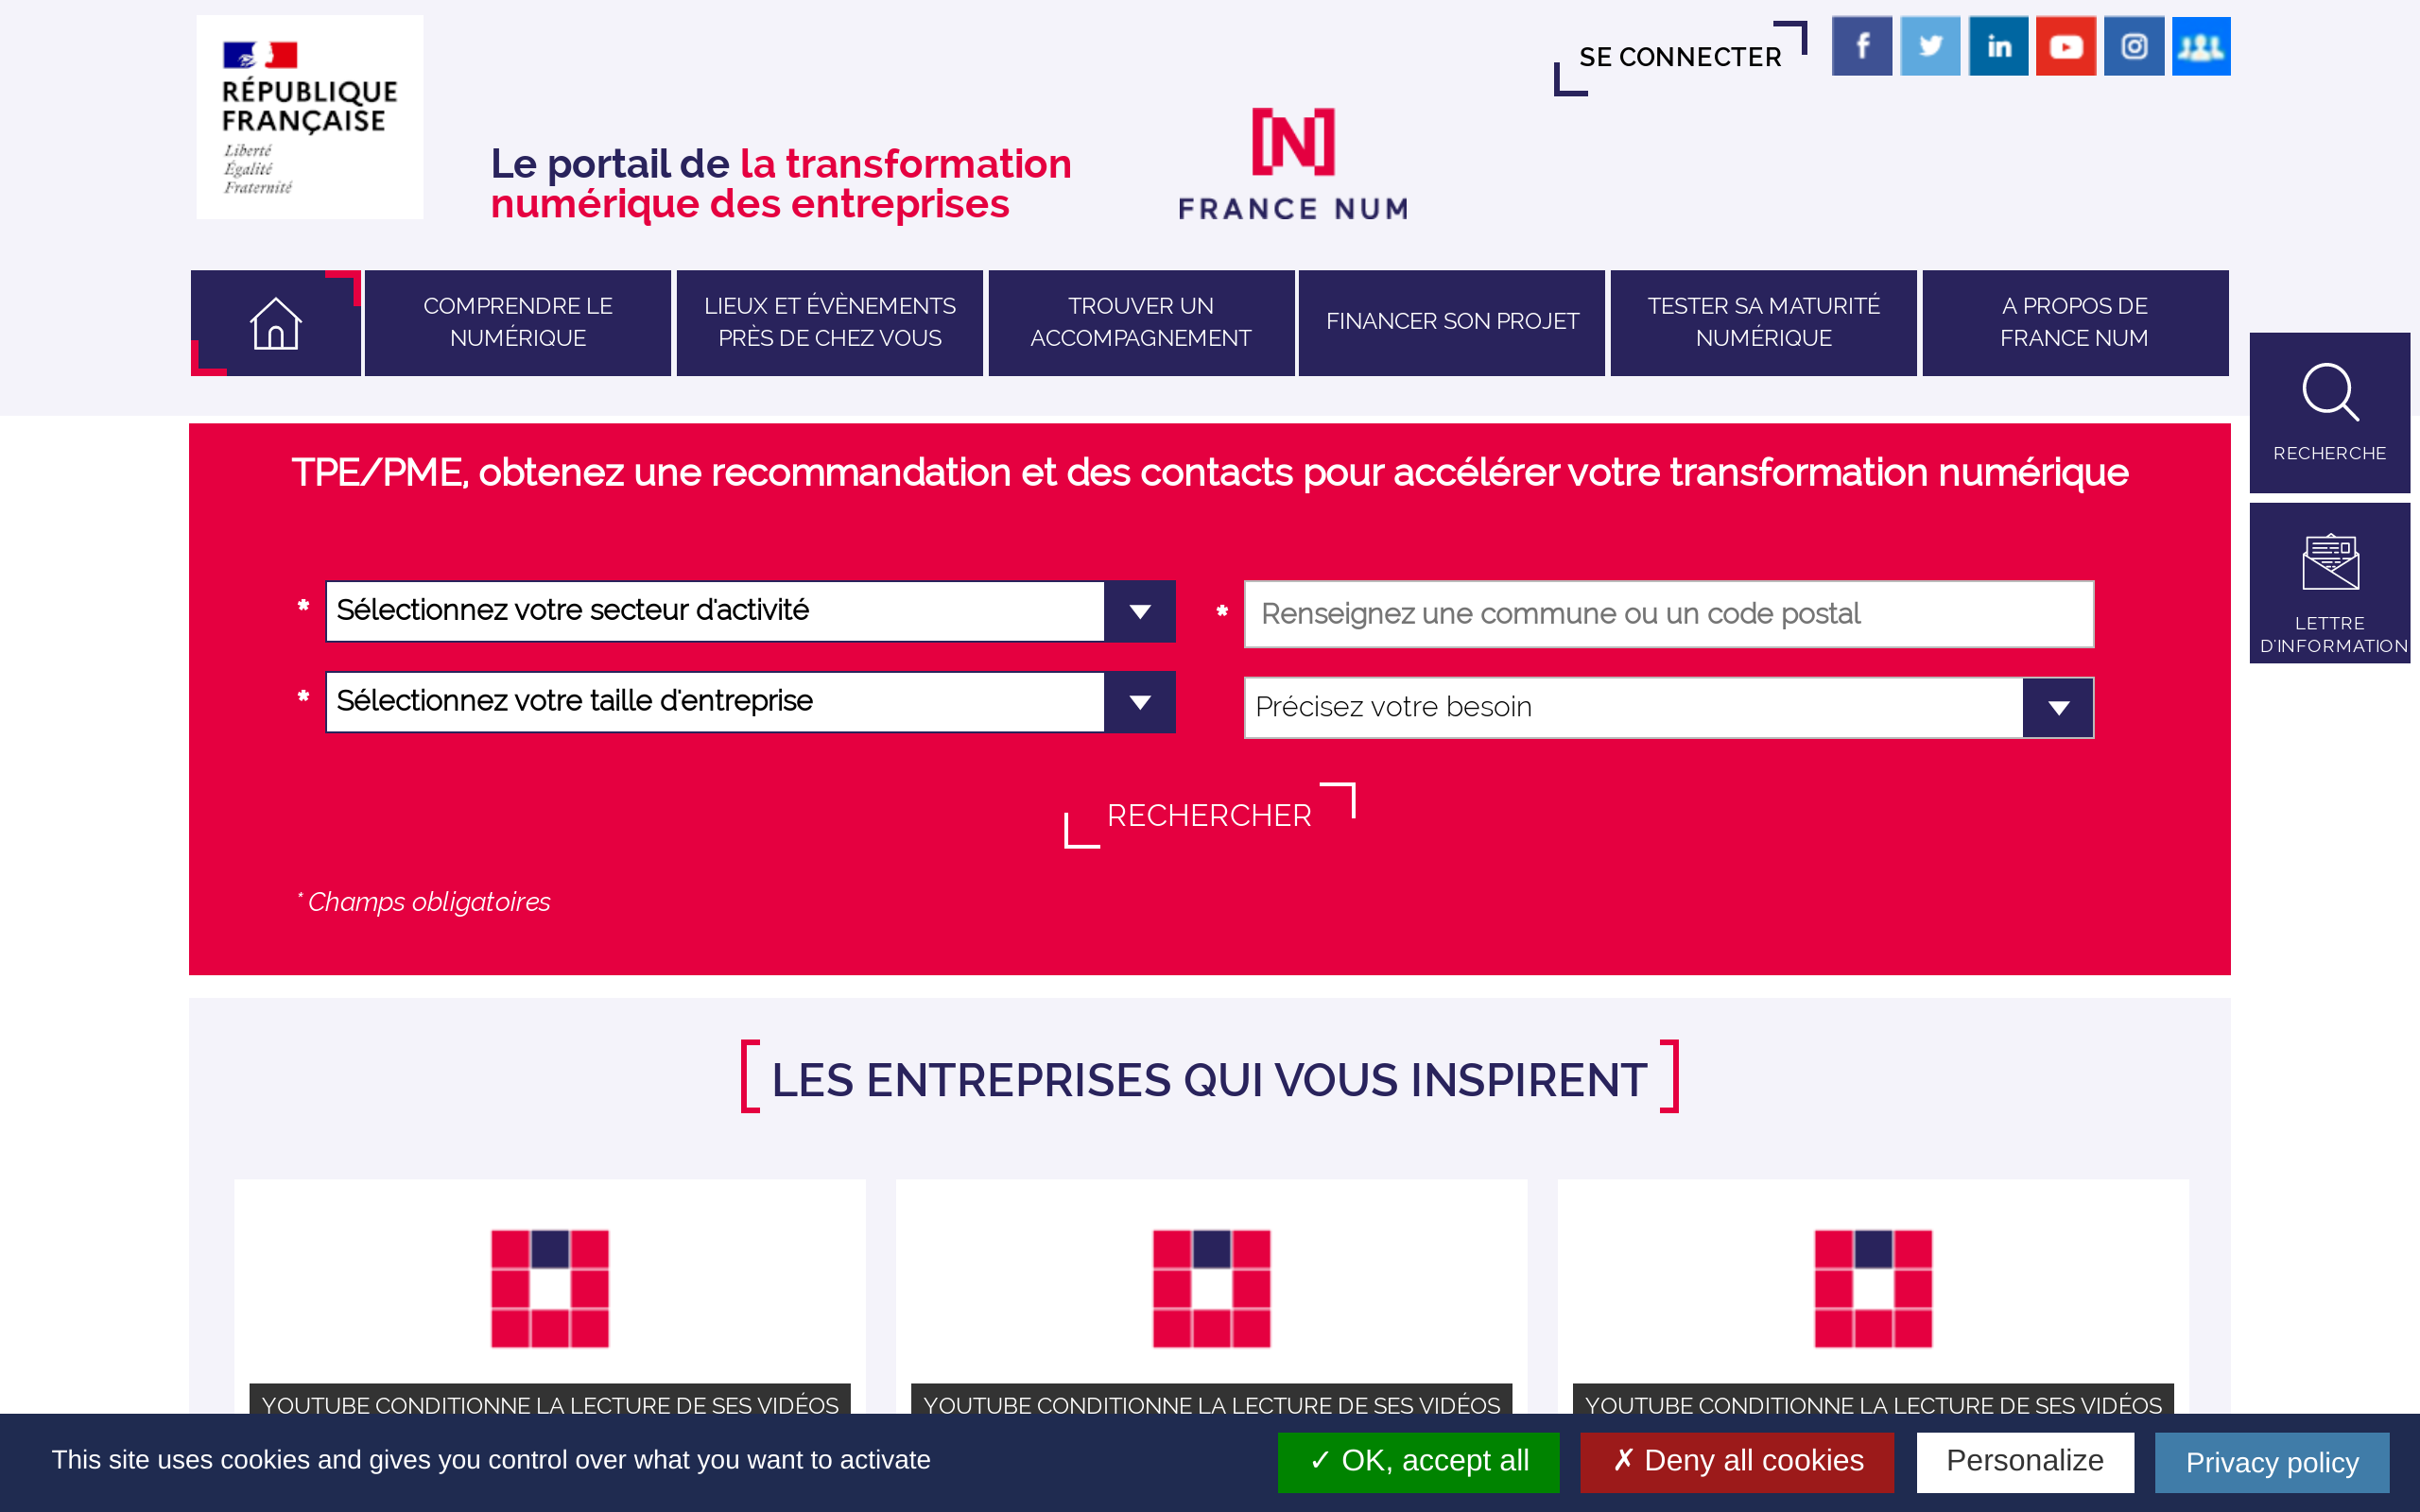 RÉPUBLIQUE
FRANÇAISE
Liberté
Égalité
Fraternité
Le portail de la transformation
numérique des entreprises
[N]
FRANCE NUM
SE CONNECTER
COMPRENDRE LE
NUMÉRIQUE
LIEUX ET ÉVÈNEMENTS
PRÈS DE CHEZ VOUS
TROUVER UN
ACCOMPAGNEMENT
FINANCER SON PROJET
TESTER SA MATURITÉ
NUMÉRIQUE
A PROPOS DE
FRANCE NUM
RECHERCHE
LETTRE
D'INFORMATION
TPE/PME, obtenez une recommandation et des contacts pour accélérer votre transformation numérique
* Sélectionnez votre secteur d'activité
* Renseignez une commune ou un code postal
* Sélectionnez votre taille d'entreprise
Précisez votre besoin
RECHERCHER
* Champs obligatoires
LES ENTREPRISES QUI VOUS INSPIRENT
YOUTUBE CONDITIONNE LA LECTURE DE SES VIDÉOS
YOUTUBE CONDITIONNE LA LECTURE DE SES VIDÉOS
YOUTUBE CONDITIONNE LA LECTURE DE SES VIDÉOS
This site uses cookies and gives you control over what you want to activate
✓ OK, accept all
✗ Deny all cookies
Personalize
Privacy policy